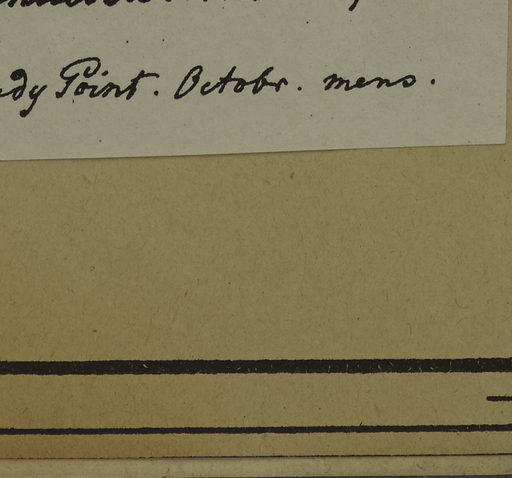 dy Point. Octobr. mens.